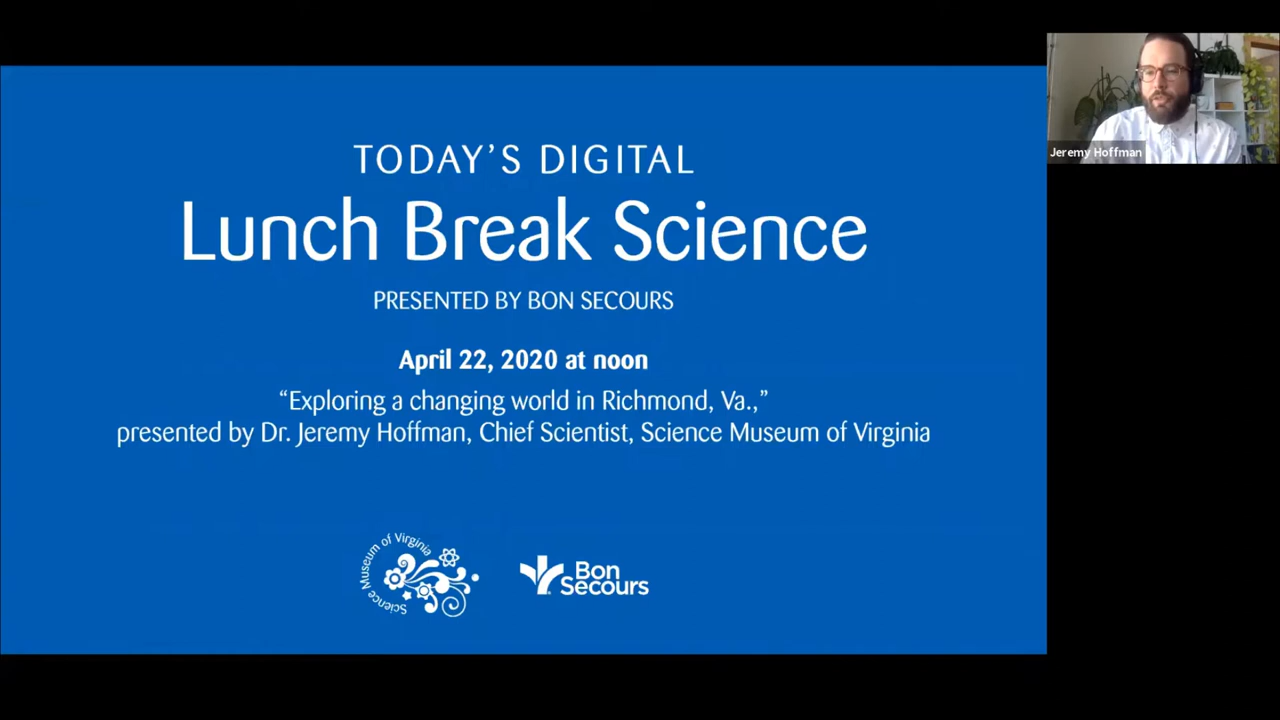 Jeremy Hoffman
TODAY’S DIGITAL
Lunch Break Science
PRESENTED BY BON SECOURS
April 22, 2020 at noon
“Exploring a changing world in Richmond, Va.,”
presented by Dr. Jeremy Hoffman, Chief Scientist, Science Museum of Virginia
Science Museum of Virginia
Bon
Secours